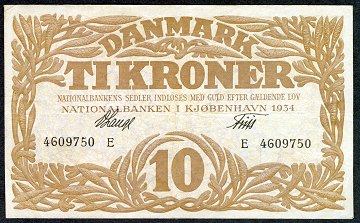 DANMARK
TI KRONER
NATIONALBANKENS SEDLER INDLØSES MED GULD EFTER GÆLDENDE LOV
NATIONALBANKEN I KJØBENHAVN 1934
4609750 E
E 4609750
10